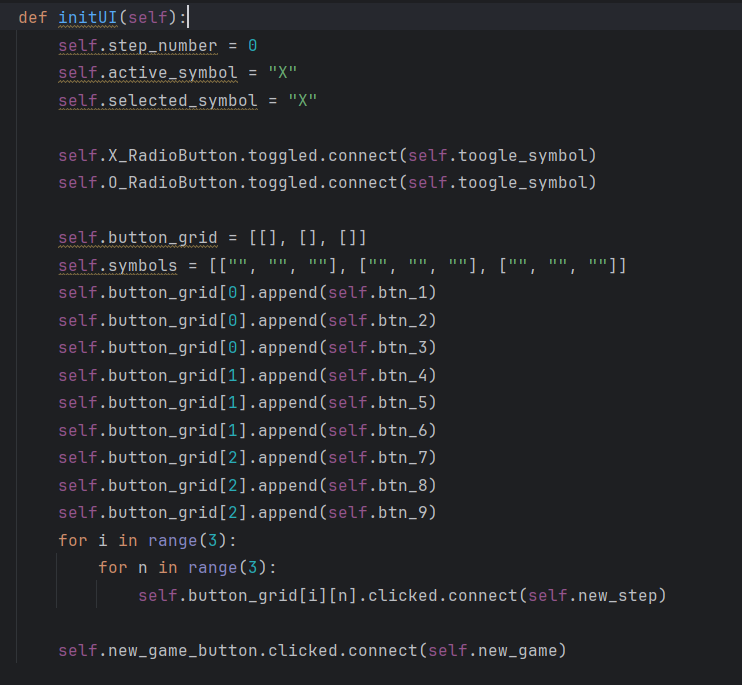 def initUI(self):
self.step_number = 0
self.active_symbol = "X"
self.selected_symbol = "X"
self.X_RadioButton.toggled.connect(self.toogle_symbol)
self.O_RadioButton.toggled.connect(self.toogle_symbol)
self.button_grid = [[], [], []]
self.symbols = [["", "", ""], ["", "", ""], ["", "", ""]]
self.button_grid[0].append(self.btn_1)
self.button_grid[0].append(self.btn_2)
self.button_grid[0].append(self.btn_3)
self.button_grid[1].append(self.btn_4)
self.button_grid[1].append(self.btn_5)
self.button_grid[1].append(self.btn_6)
self.button_grid[2].append(self.btn_7)
self.button_grid[2].append(self.btn_8)
self.button_grid[2].append(self.btn_9)
for i in range(3):
for n in range(3):
self.button_grid[i][n].clicked.connect(self.new_step)
self.new_game_button.clicked.connect(self.new_game)